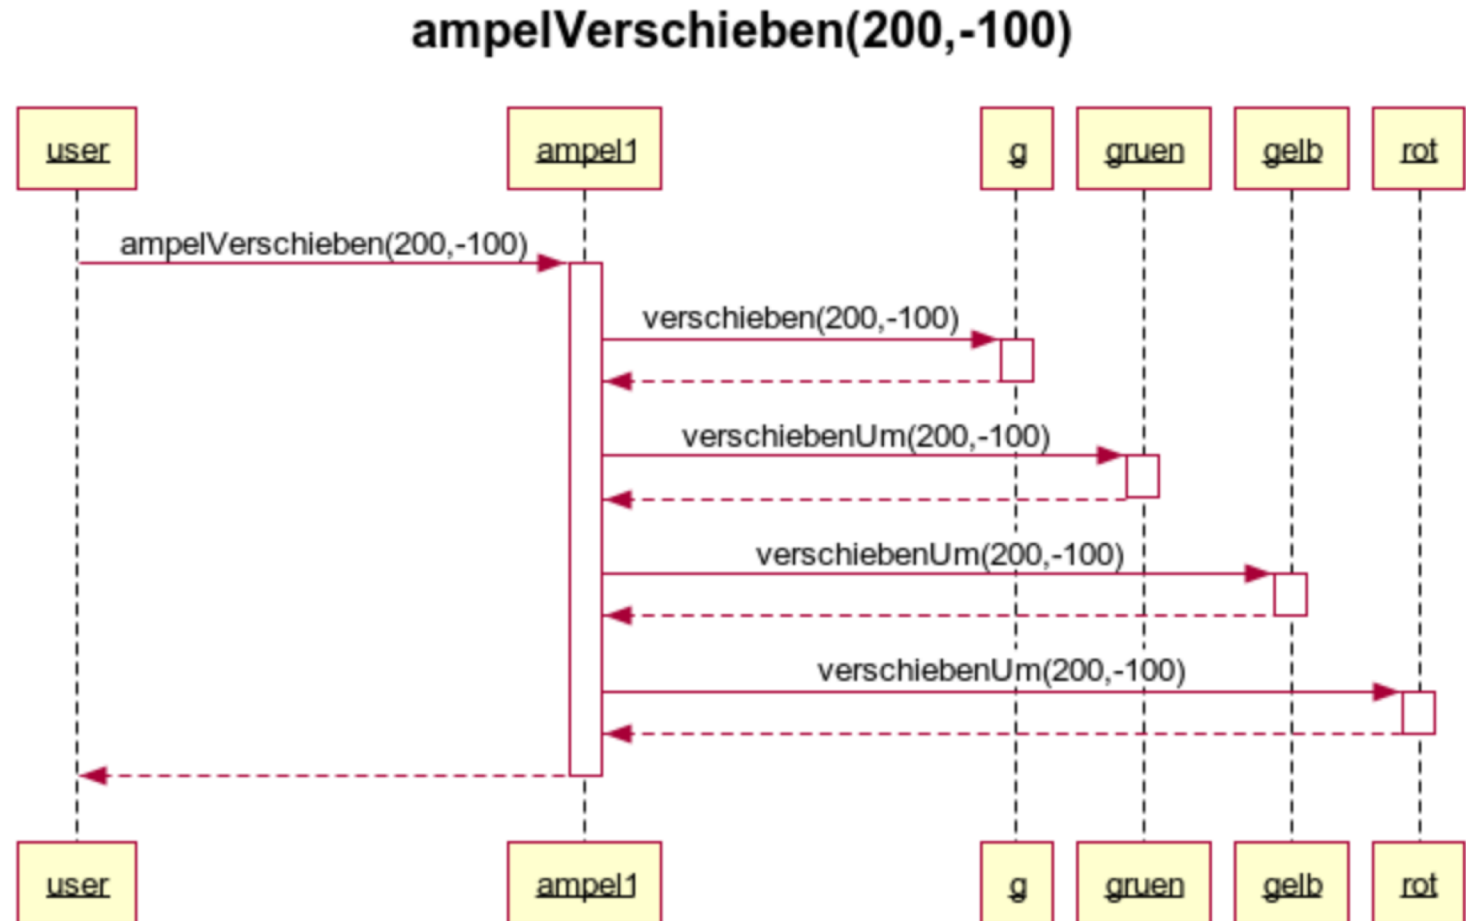 ampelVerschieben(200,-100)
user
ampel1
g
gruen
gelb
rot
ampelVerschieben(200,-100)
verschieben(200,-100)
verschiebenUm(200,-100)
verschiebenUm(200,-100)
verschiebenUm(200,-100)
user
ampel1
g
gruen
gelb
rot